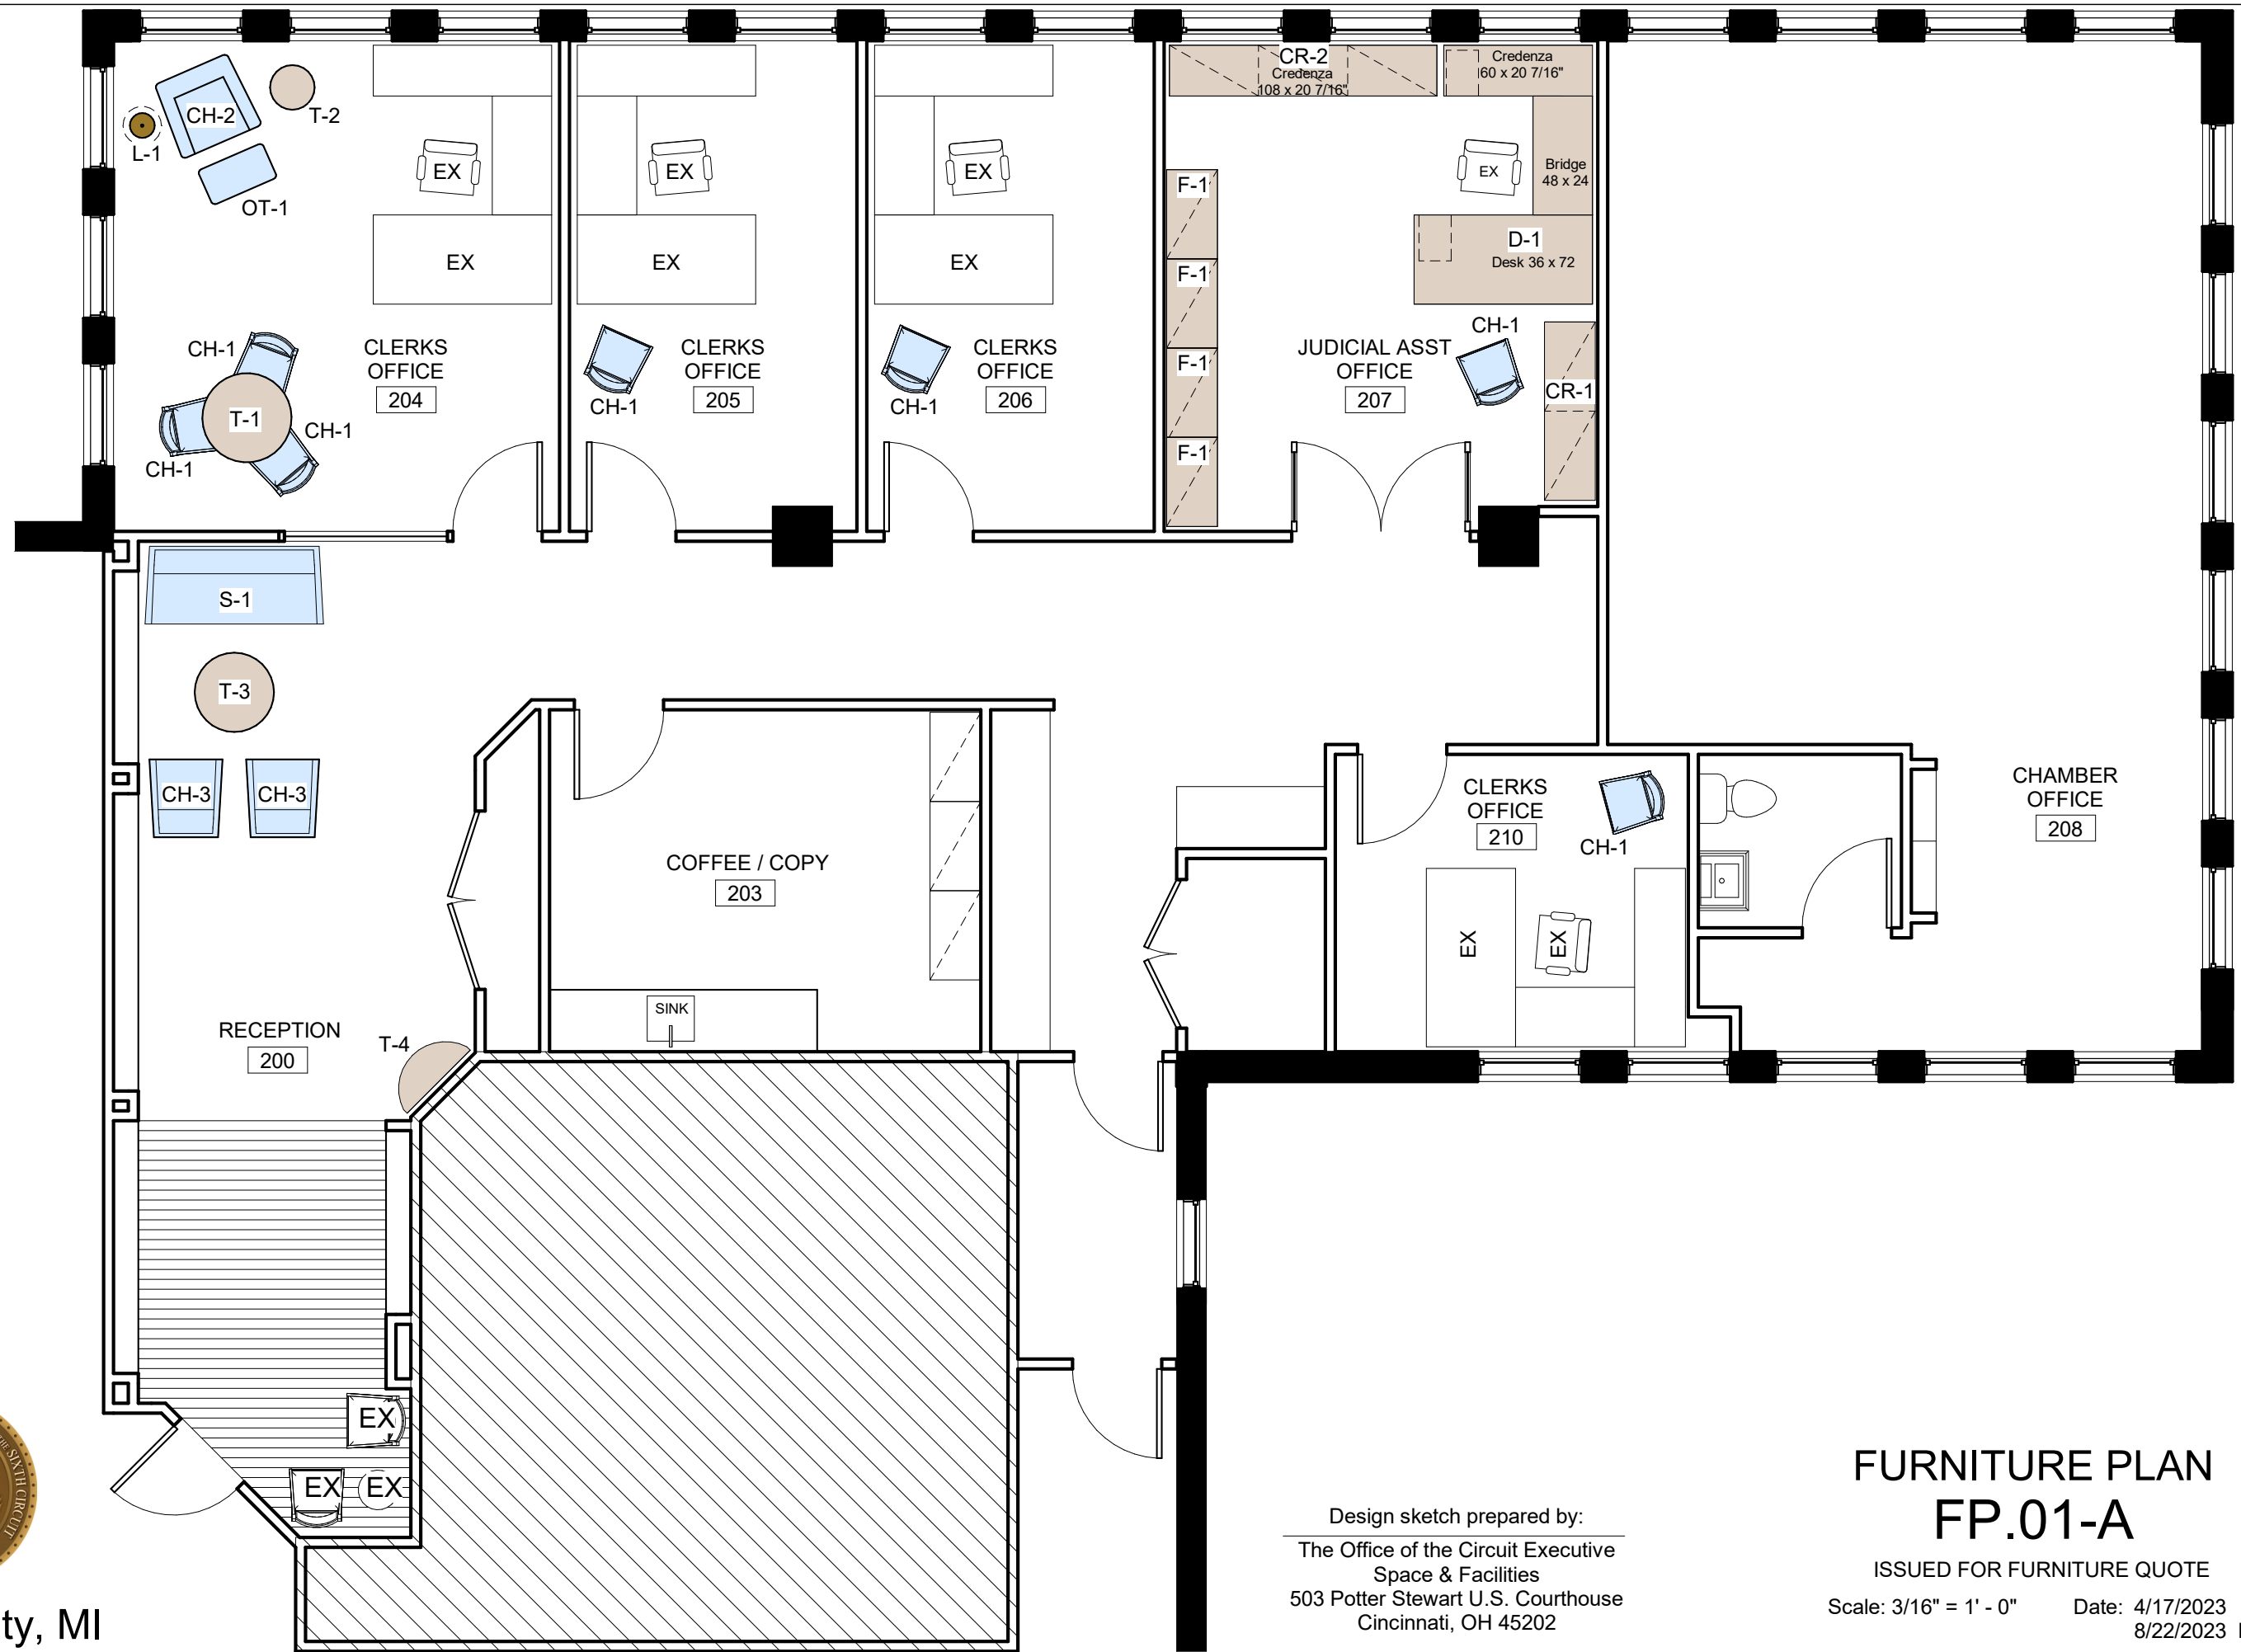 CR-2
Credenza
108 x 20 7/16"
Credenza
60 x 20 7/16"
CH-2
T-2
L-1
OT-1
EX
EX
EX
EX
Bridge
48 x 24
F-1
F-1
F-1
F-1
EX
EX
EX
D-1
Desk 36 x 72
CH-1
CH-1
CH-1
T-1
CLERKS
OFFICE
204
CH-1
CLERKS
OFFICE
205
CH-1
CLERKS
OFFICE
206
JUDICIAL ASST
OFFICE
207
CH-1
CR-1
S-1
T-3
CH-3
CH-3
COFFEE / COPY
203
SINK
CLERKS
OFFICE
210
CH-1
EX
EX
CHAMBER
OFFICE
208
RECEPTION
200
T-4
EX
EX
EX
THE SIXTH CIRCUIT
ty, MI
Design sketch prepared by:
The Office of the Circuit Executive
Space & Facilities
503 Potter Stewart U.S. Courthouse
Cincinnati, OH 45202
FURNITURE PLAN
FP.01-A
ISSUED FOR FURNITURE QUOTE
Scale: 3/16" = 1' - 0"
Date: 4/17/2023
8/22/2023